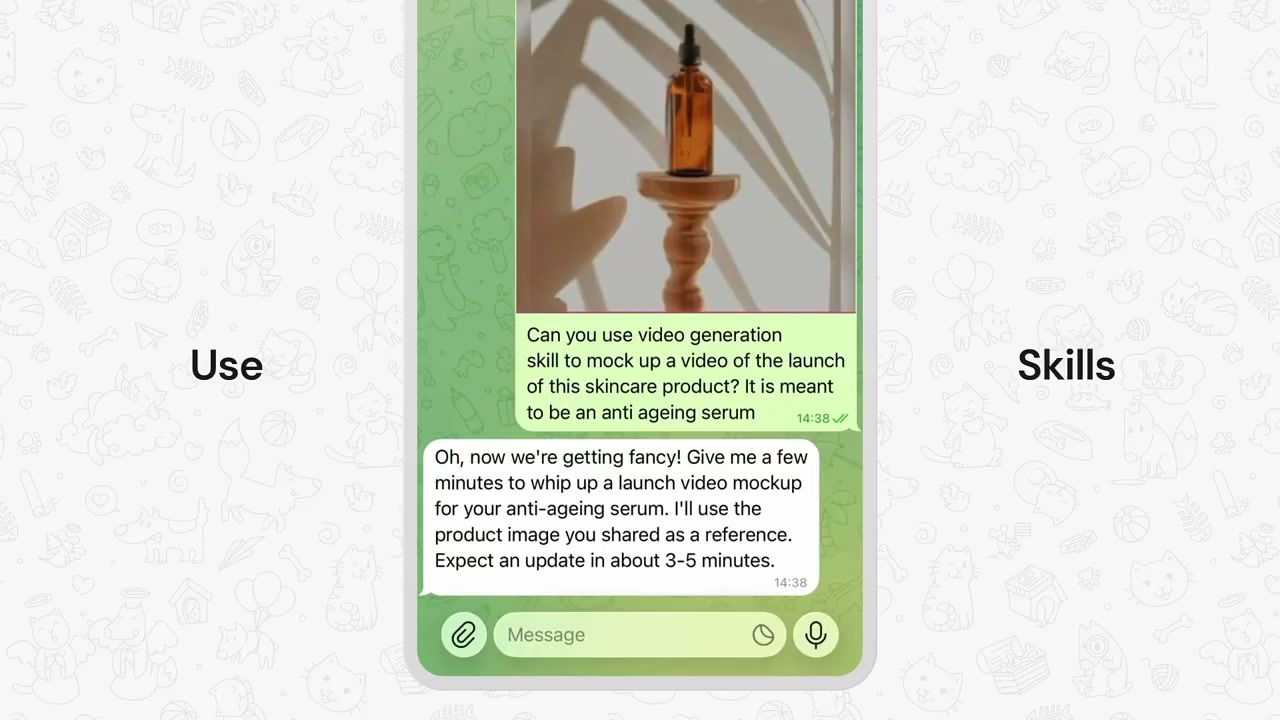 Can you use video generation
skill to mock up a video of the launch
of this skincare product? It is meant
to be an anti ageing serum
14:38
Use
Skills
Oh, now we're getting fancy! Give me a few
minutes to whip up a launch video mockup
for your anti-ageing serum. I'll use the
product image you shared as a reference.
Expect an update in about 3-5 minutes.
14:38
Message